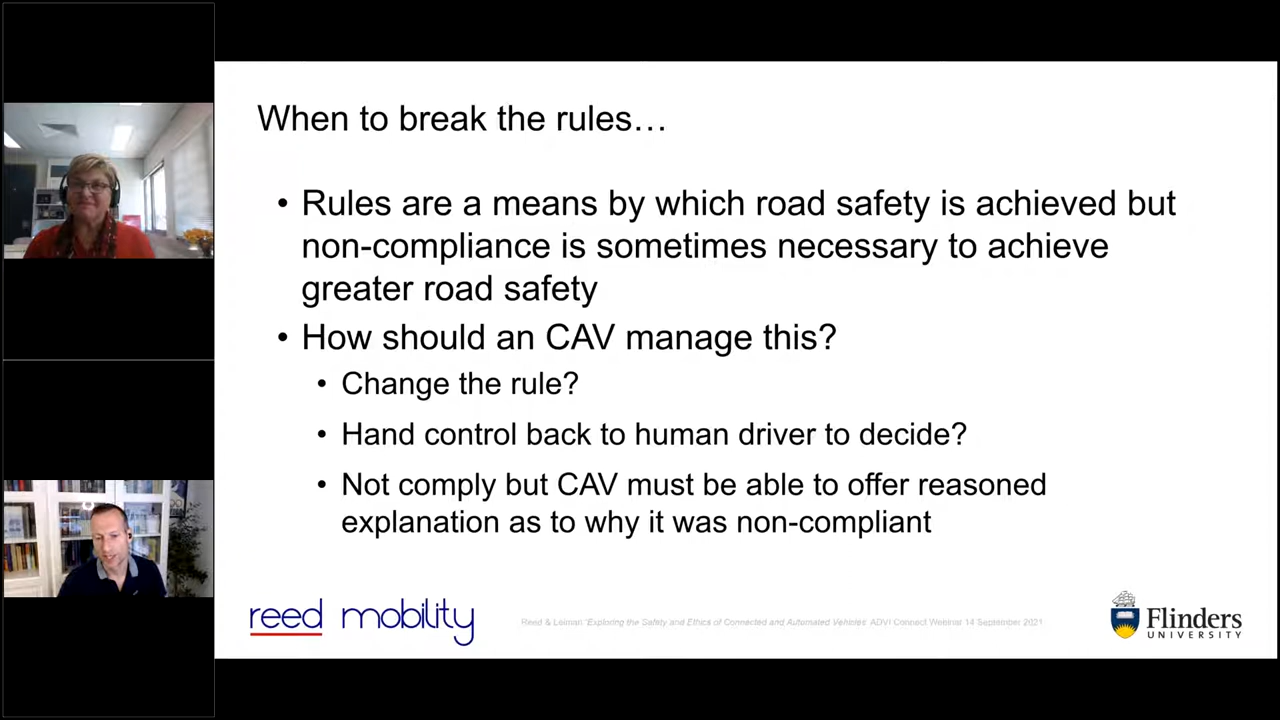 When to break the rules…
• Rules are a means by which road safety is achieved but
non-compliance is sometimes necessary to achieve
greater road safety
• How should an CAV manage this?
• Change the rule?
• Hand control back to human driver to decide?
• Not comply but CAV must be able to offer reasoned
explanation as to why it was non-compliant
reed mobility
Reed & Leiman "Exploring the Safety and Ethics of Connected and Automated Vehicles ADVI Connect Webinar 14 September 2021
Flinders
UNIVERSITY